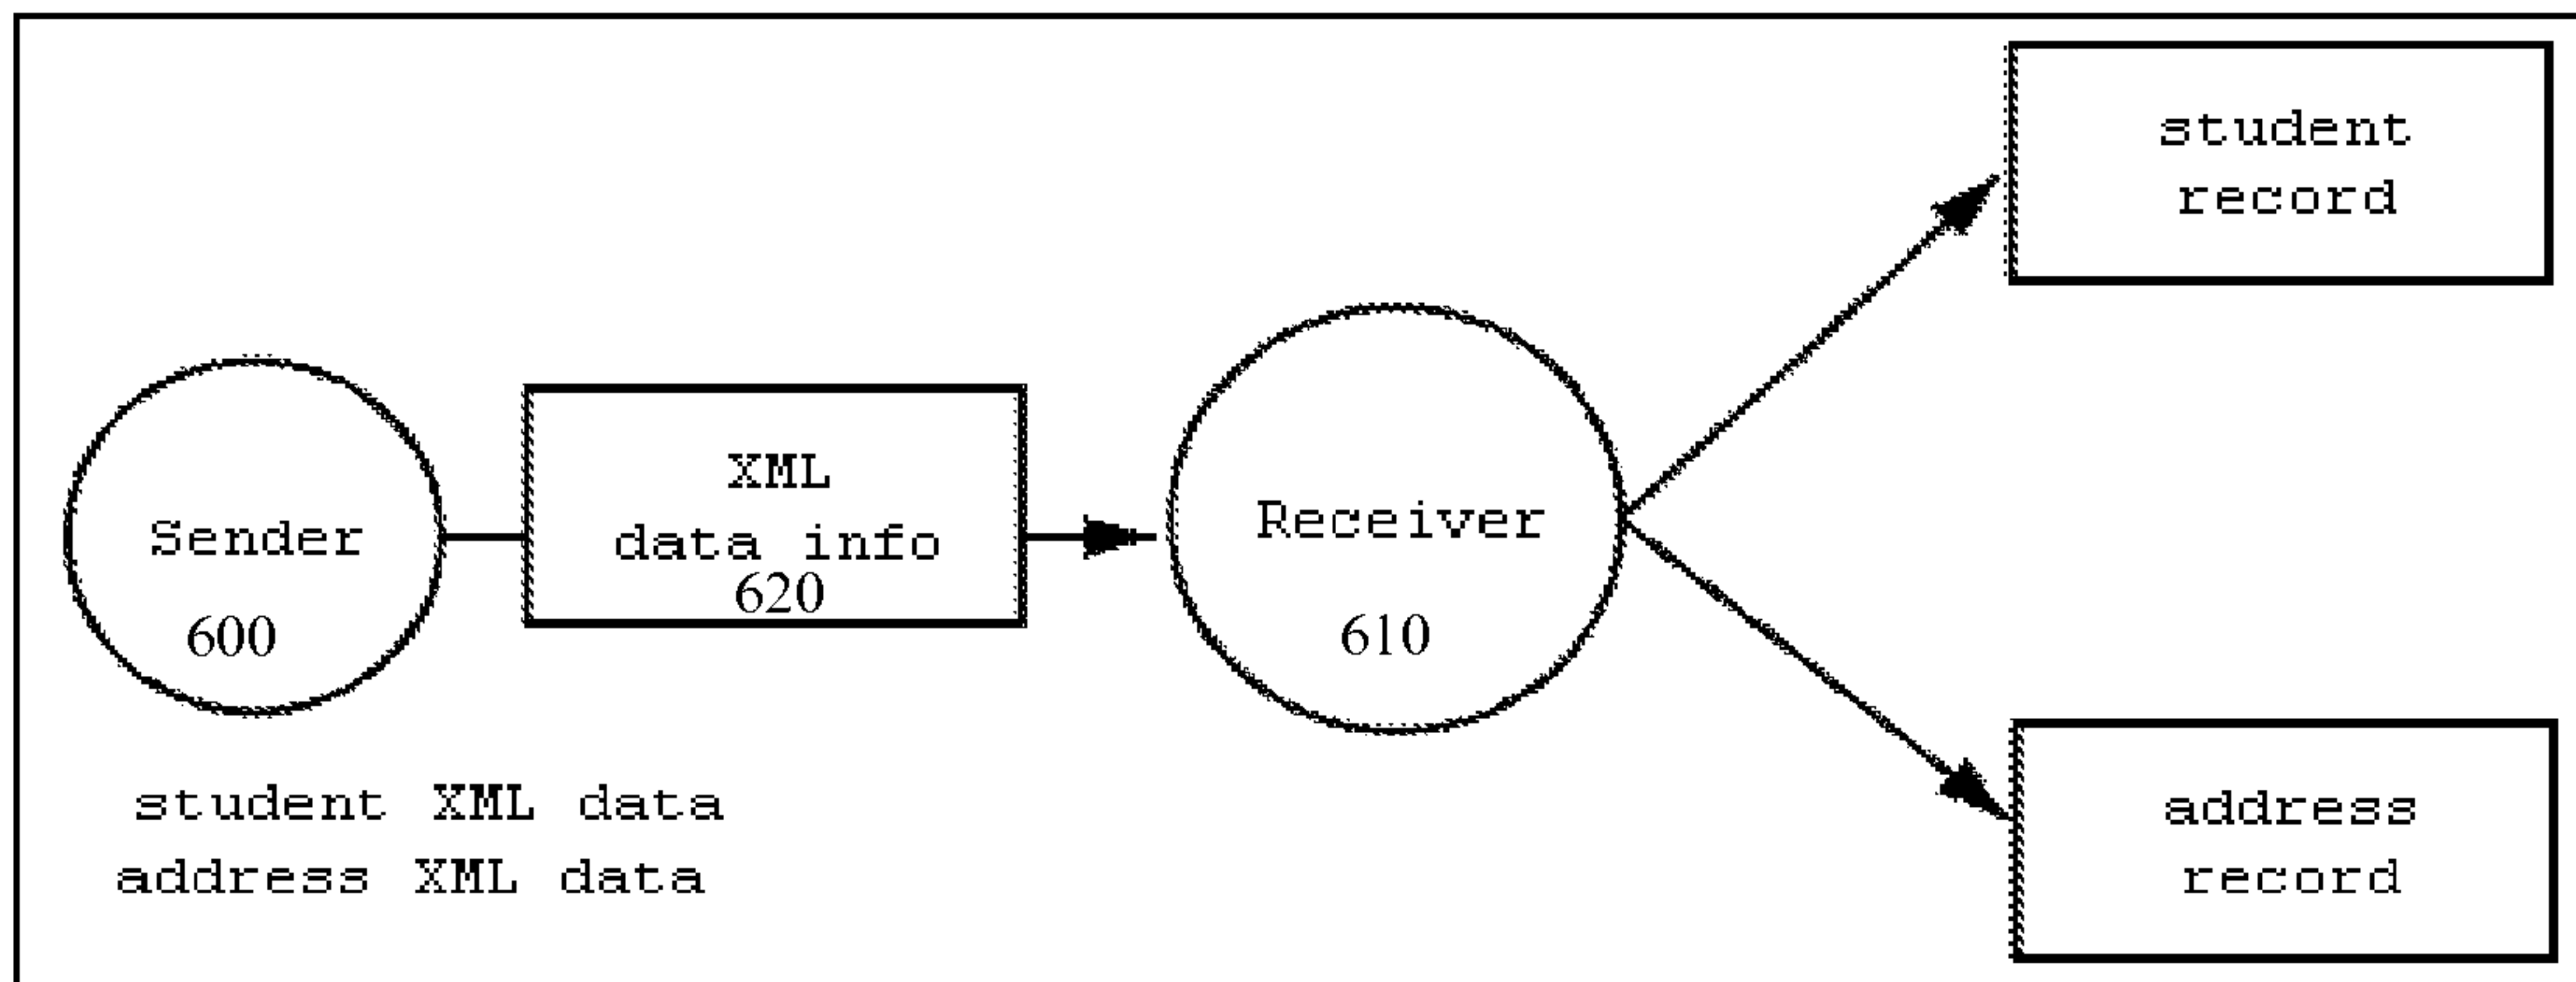 Sender
600
XML
data info
620
Receiver
610
student
record
address
record
student XML data
address XML data